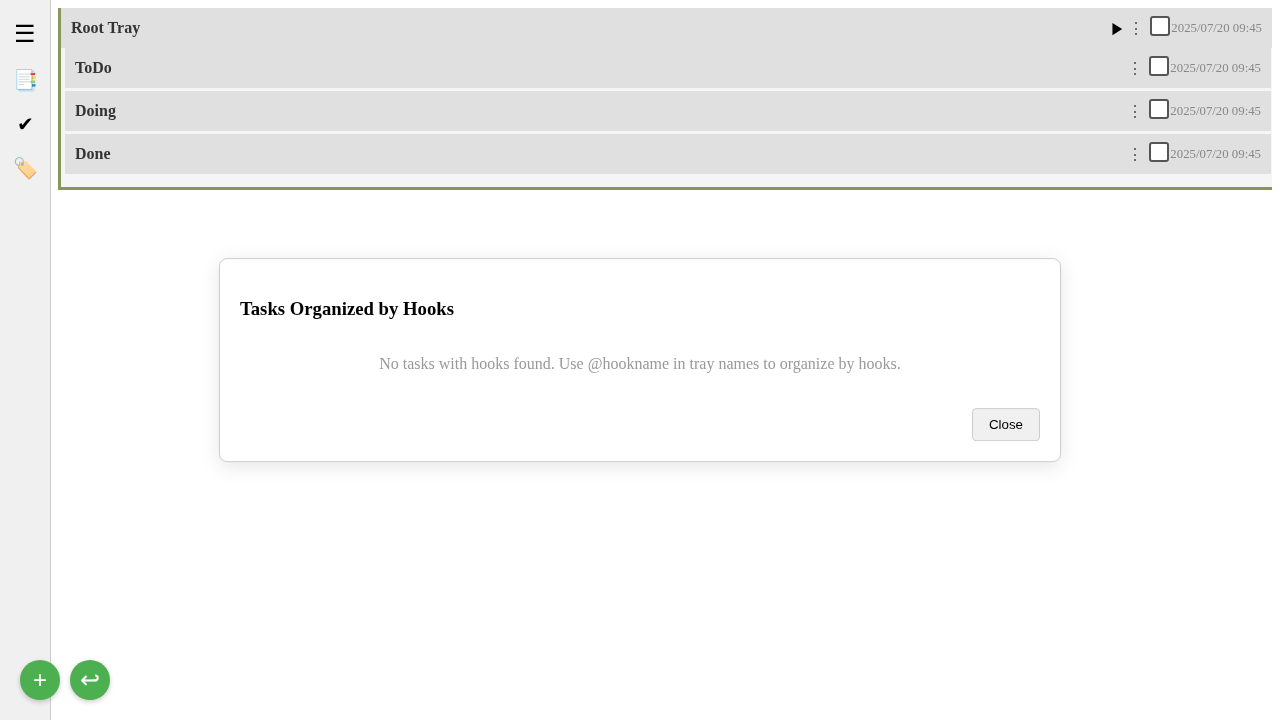 Root Tray 2025/07/20 09:45
ToDo 2025/07/20 09:45
Doing 2025/07/20 09:45
Done 2025/07/20 09:45
Tasks Organized by Hooks
No tasks with hooks found. Use @hookname in tray names to organize by hooks.
Close